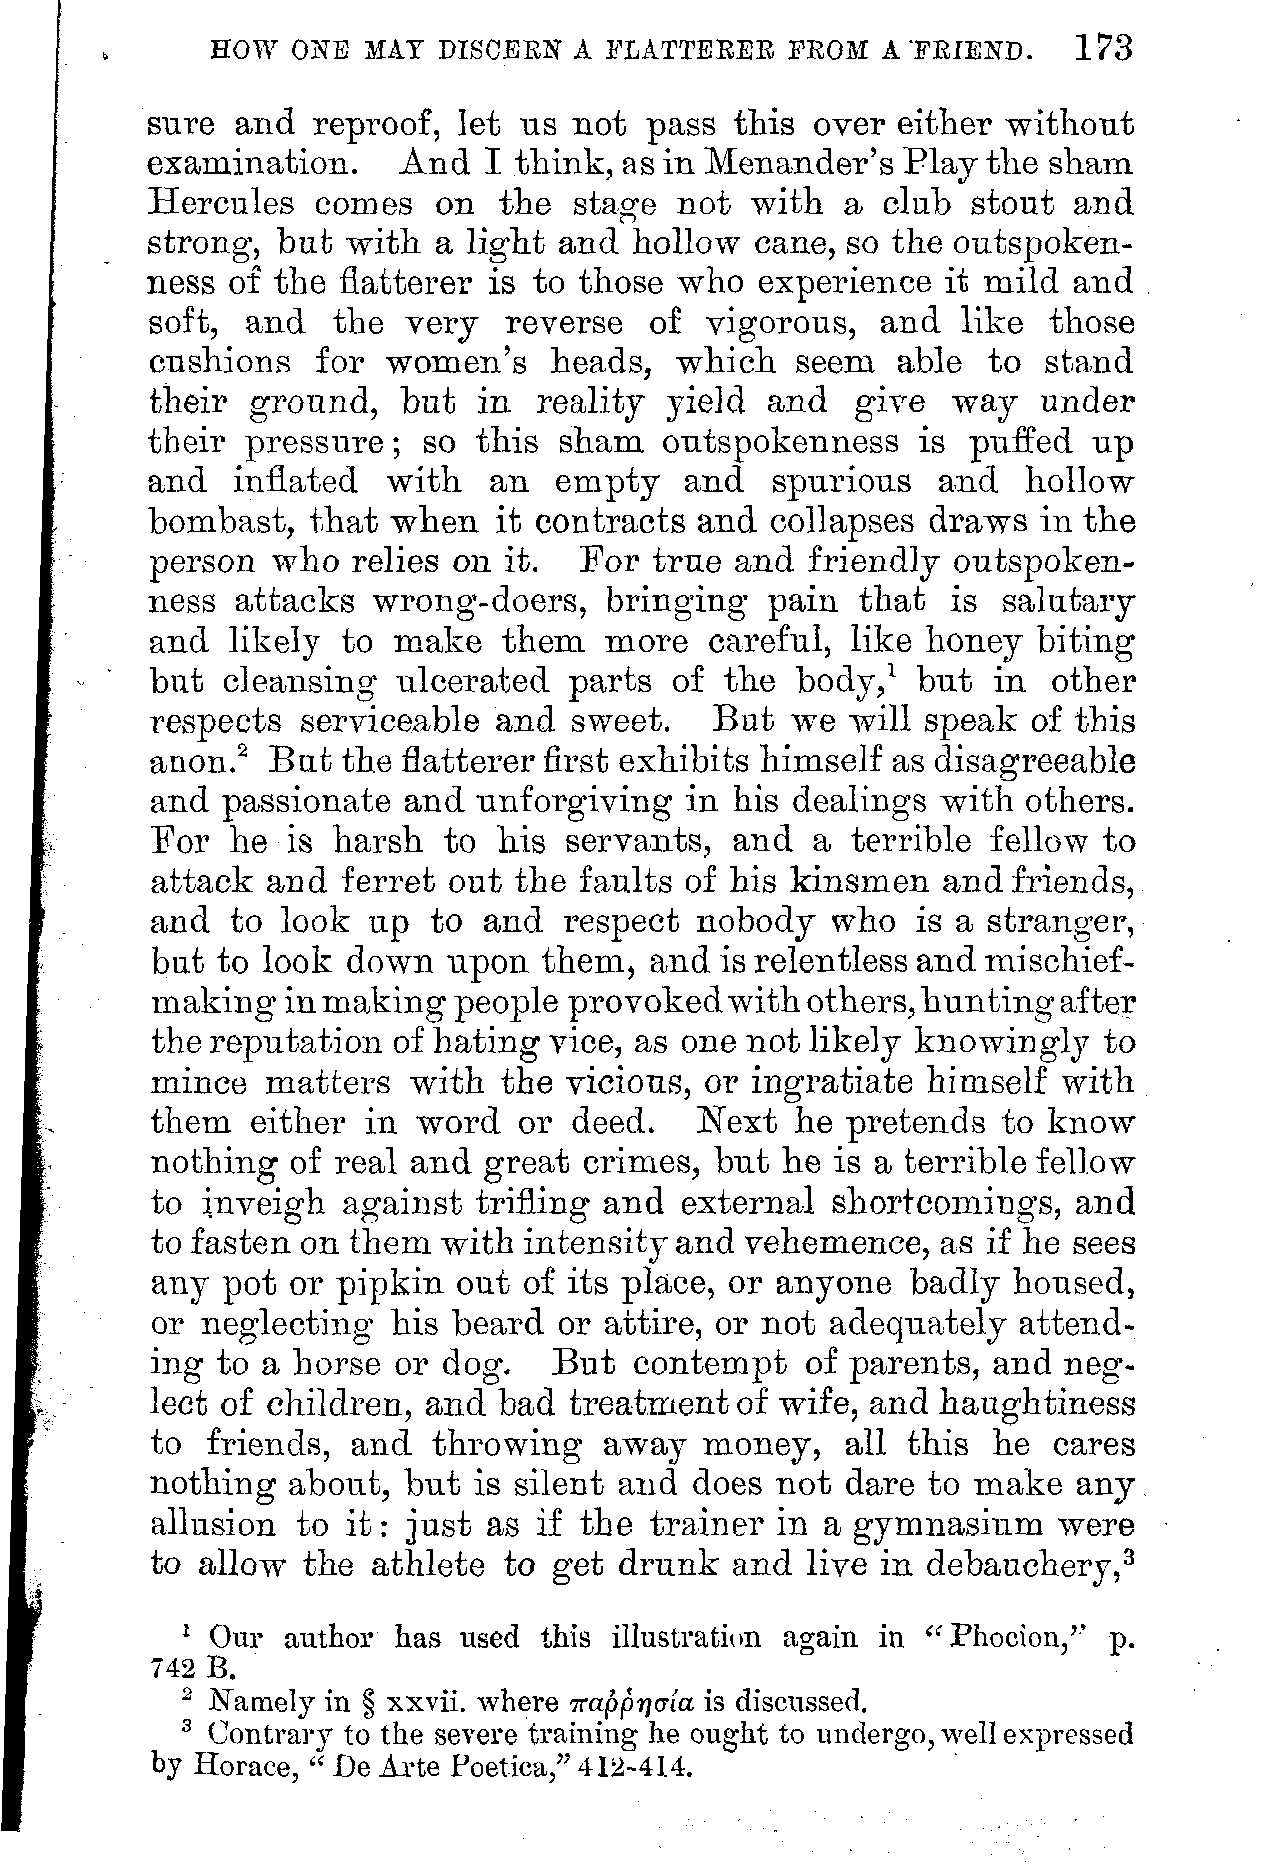 HOW ONE MAY DISCERN A FLATTERER FROM A FRIEND. 173
sure and reproof, let us not pass this over either without
examination. And I think, as in Menander's Play the sham
Hercules comes on the stage not with a club stout and
strong, but with a light and hollow cane, so the outspoken-
ness of the flatterer is to those who experience it mild and
soft, and the very reverse of vigorous, and like those
cushions for women's heads, which seem able to stand
their ground, but in reality yield and give way under
their pressure; so this sham outspokenness is puffed up
and inflated with an empty and spurious and hollow
bombast, that when it contracts and collapses draws in the
person who relies on it. For true and friendly outspoken-
ness attacks wrong-doers, bringing pain that is salutary
and likely to make them more careful, like honey biting
but cleansing ulcerated parts of the body,¹ but in other
respects serviceable and sweet. But we will speak of this
anon.² But the flatterer first exhibits himself as disagreeable
and passionate and unforgiving in his dealings with others.
For he is harsh to his servants, and a terrible fellow to
attack and ferret out the faults of his kinsmen and friends,
and to look up to and respect nobody who is a stranger,
but to look down upon them, and is relentless and mischief-
making in making people provoked with others, hunting after
the reputation of hating vice, as one not likely knowingly to
mince matters with the vicious, or ingratiate himself with
them either in word or deed. Next he pretends to know
nothing of real and great crimes, but he is a terrible fellow
to inveigh against trifling and external shortcomings, and
to fasten on them with intensity and vehemence, as if he sees
any pot or pipkin out of its place, or anyone badly housed,
or neglecting his beard or attire, or not adequately attend-
ing to a horse or dog. But contempt of parents, and neg-
lect of children, and bad treatment of wife, and haughtiness
to friends, and throwing away money, all this he cares
nothing about, but is silent and does not dare to make any
allusion to it: just as if the trainer in a gymnasium were
to allow the athlete to get drunk and live in debauchery,³
¹ Our author has used this illustration again in "Phocion," p.
742 B.
² Namely in § xxvii. where παῤῥησία is discussed.
³ Contrary to the severe training he ought to undergo, well expressed
by Horace, "De Arte Poetica," 412-414.